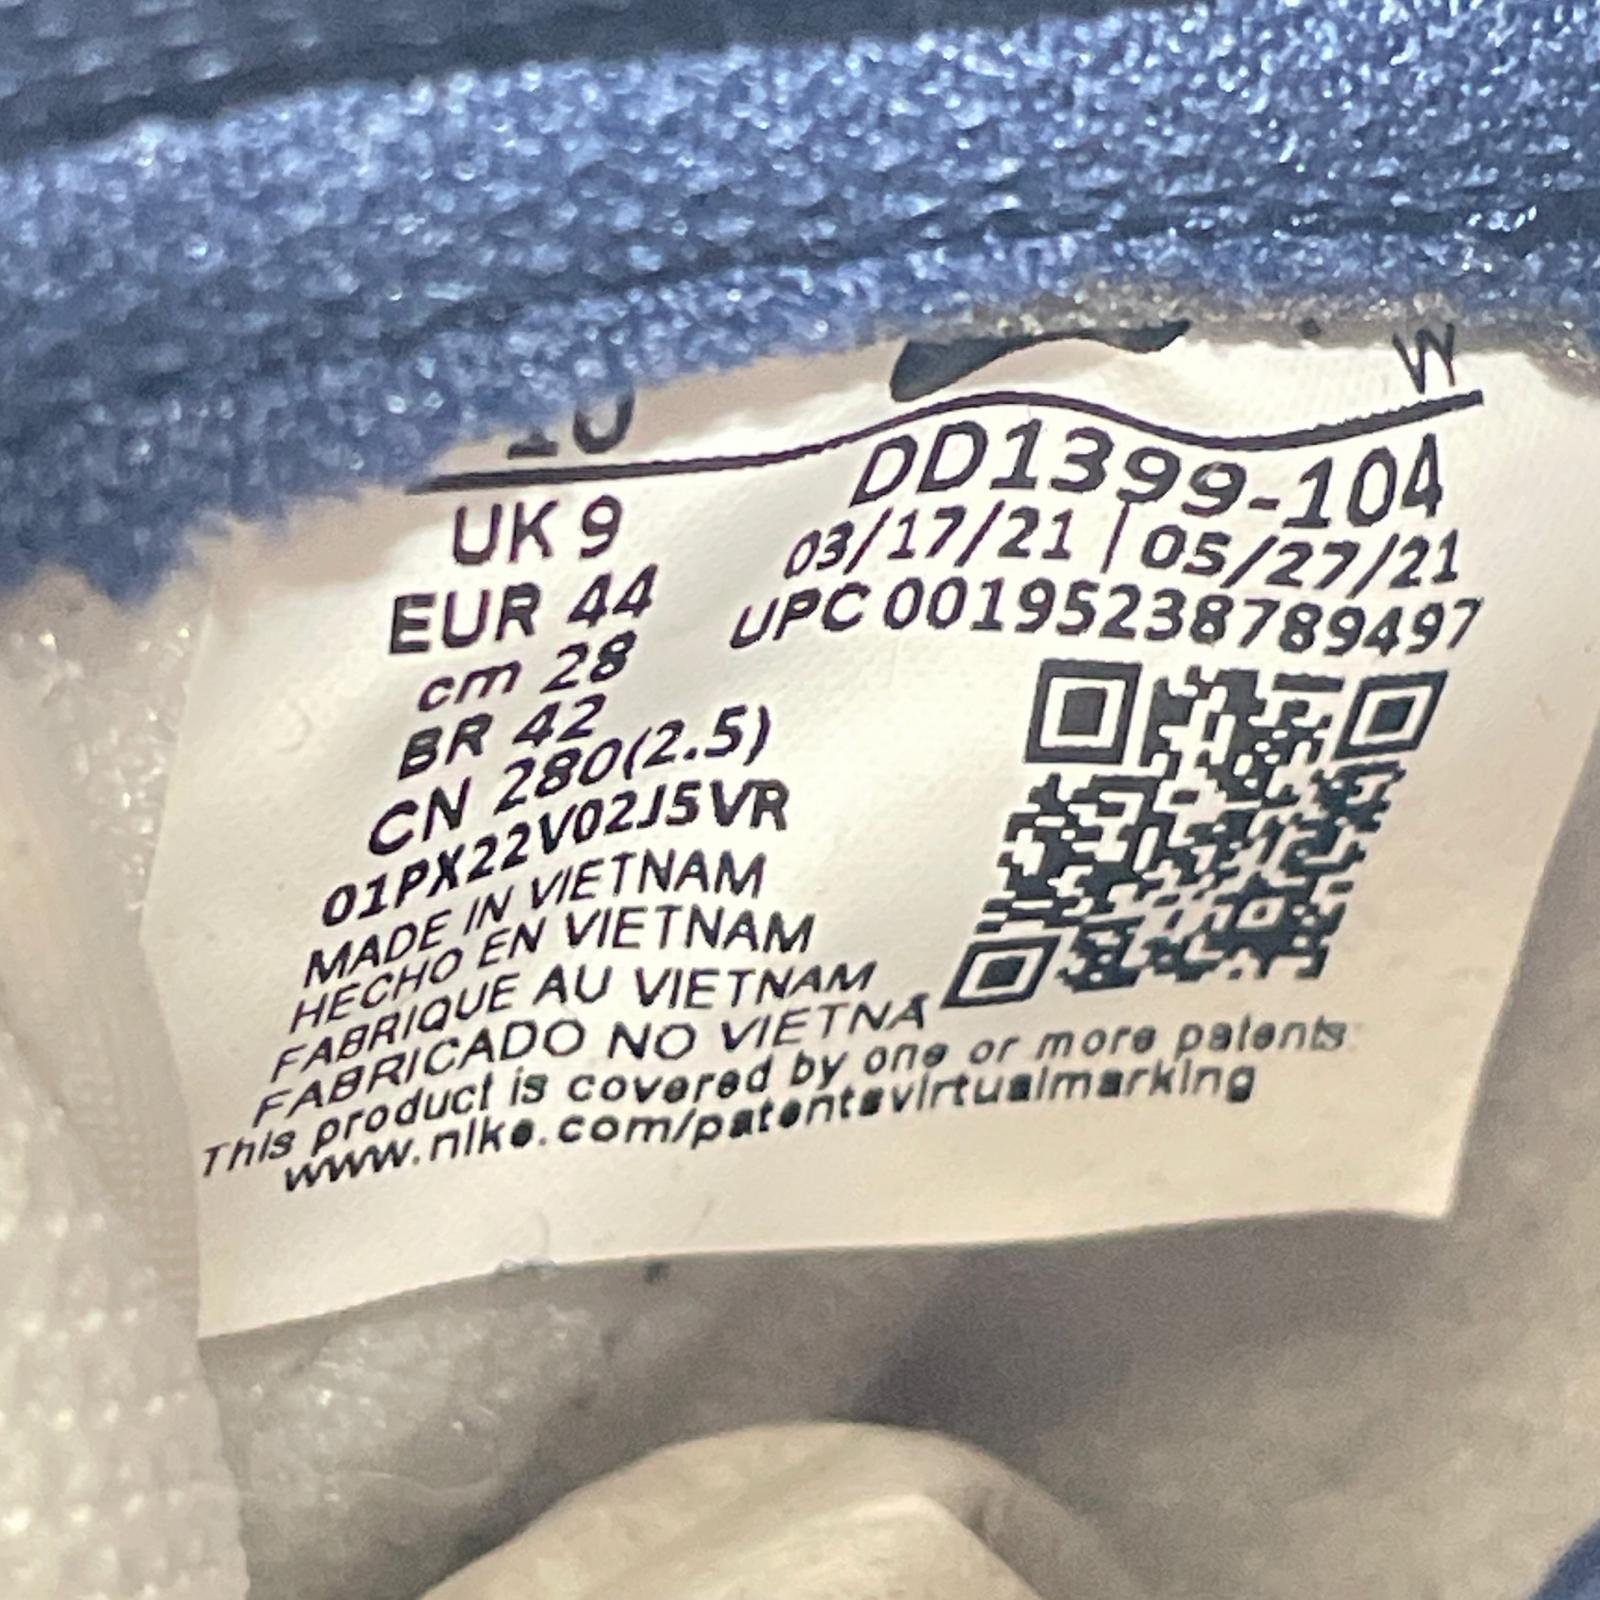 10
W
UK 9
EUR 44
cm 28
BR 42
CN 280(2.5)
01PX22V02J5VR
DD1399-104
03/17/21 | 05/27/21
UPC 00195238789497
MADE IN VIETNAM
HECHO EN VIETNAM
FABRIQUE AU VIETNAM
FABRICADO NO VIETNA
This product is covered by one or more patents
www.nike.com/patentsvirtualmarking